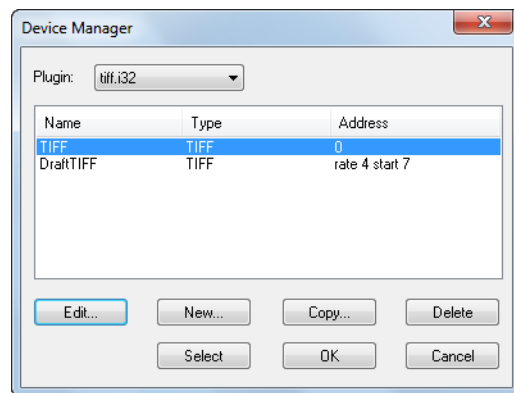 Device Manager
Plugin: tiff.i32
Name Type Address
TIFF TIFF 0
DraftTIFF TIFF rate 4 start 7
Edit... New... Copy... Delete
Select OK Cancel